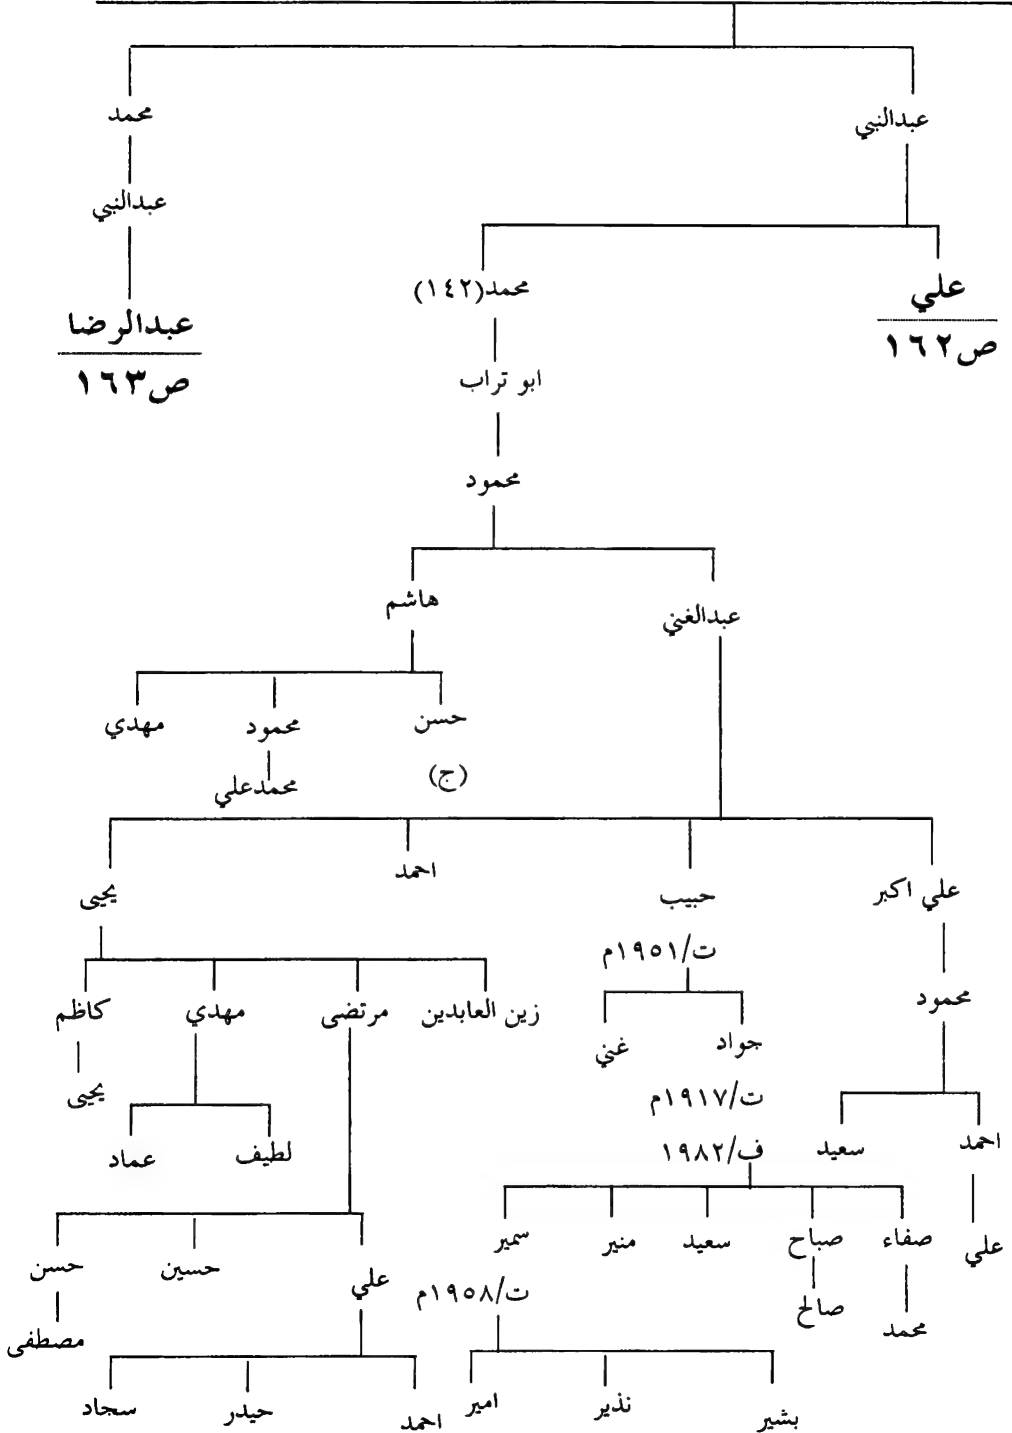 عبدالنبي
محمد
عبدالنبي
علي
ص١٦٢
محمد(١٤٢)
عبدالرضا
ص١٦٣
ابو تراب
محمود
عبدالغني
هاشم
حسن
محمود
مهدي
(ج)
محمدعلي
علي اكبر
حبيب
احمد
يحيى
ت/١٩٥١م
محمود
جواد
غني
زين العابدين
مرتضى
مهدي
كاظم
يحيى
ت/١٩١٧م
ف/١٩٨٢
احمد
سعيد
لطيف
عماد
علي
صفاء
صباح
سعيد
منير
سمير
محمد
صالح
ت/١٩٥٨م
علي
حسين
حسن
مصطفى
بشير
نذير
امير
احمد
حيدر
سجاد